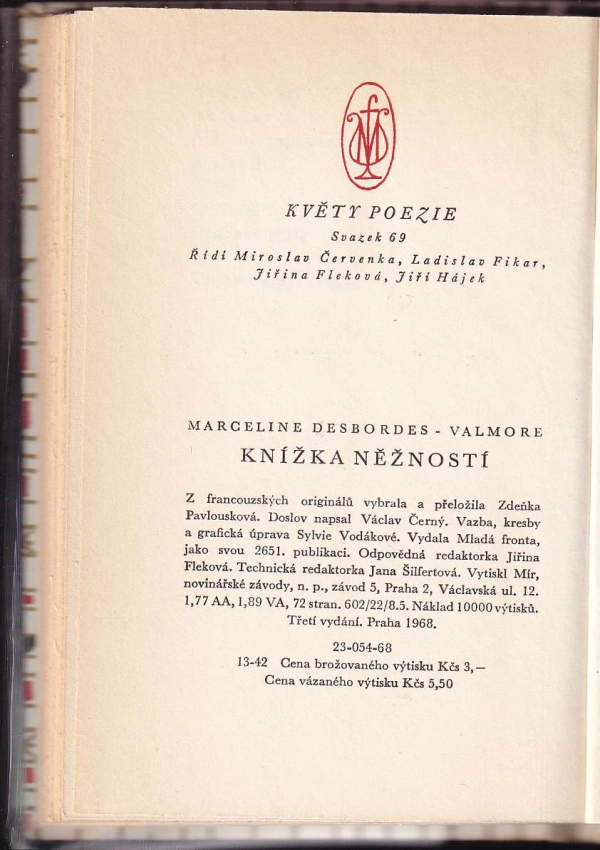 KVĚTY POEZIE
Svazek 69
Řídí Miroslav Červenka, Ladislav Fikar,
Jiřina Fleková, Jiří Hájek
MARCELINE DESBORDES - VALMORE
KNÍŽKA NĚŽNOSTÍ
Z francouzských originálů vybrala a přeložila Zdeňka
Pavlousková. Doslov napsal Václav Černý. Vazba, kresby
a grafická úprava Sylvie Vodákové. Vydala Mladá fronta,
jako svou 2651. publikaci. Odpovědná redaktorka Jiřina
Fleková. Technická redaktorka Jana Šilfertová. Vytiskl Mír,
novinářské závody, n. p., závod 5, Praha 2, Václavská ul. 12.
1,77 AA, 1,89 VA, 72 stran. 602/22/8.5. Náklad 10000 výtisků.
Třetí vydání. Praha 1968.
23-054-68
13-42 Cena brožovaného výtisku Kčs 3,—
Cena vázaného výtisku Kčs 5,50